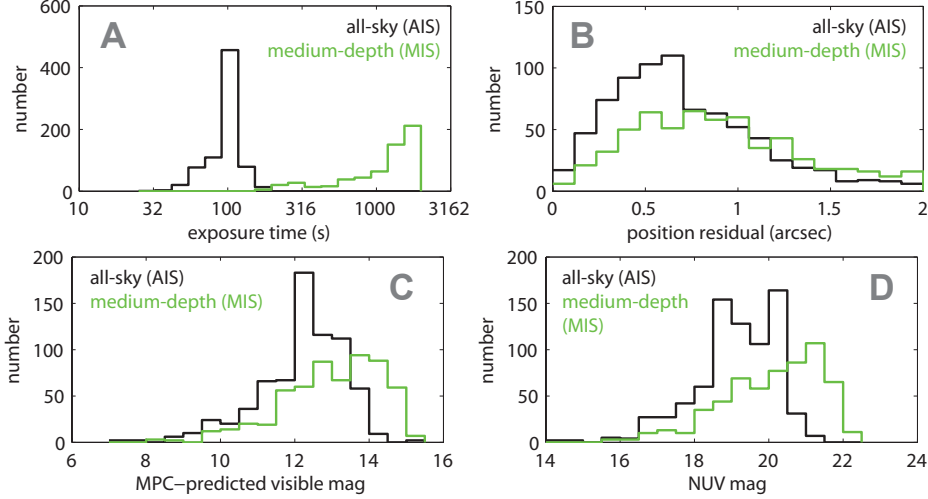 A
all-sky (AIS)
medium-depth (MIS)
number
600
400
200
0
10
32
100
316
1000
3162
exposure time (s)
B
all-sky (AIS)
medium-depth (MIS)
number
150
100
50
0
0
0.5
1
1.5
2
position residual (arcsec)
C
all-sky (AIS)
medium-depth (MIS)
number
200
150
100
50
0
6
8
10
12
14
16
MPC−predicted visible mag
D
all-sky (AIS)
medium-depth
(MIS)
number
200
150
100
50
0
14
16
18
20
22
24
NUV mag